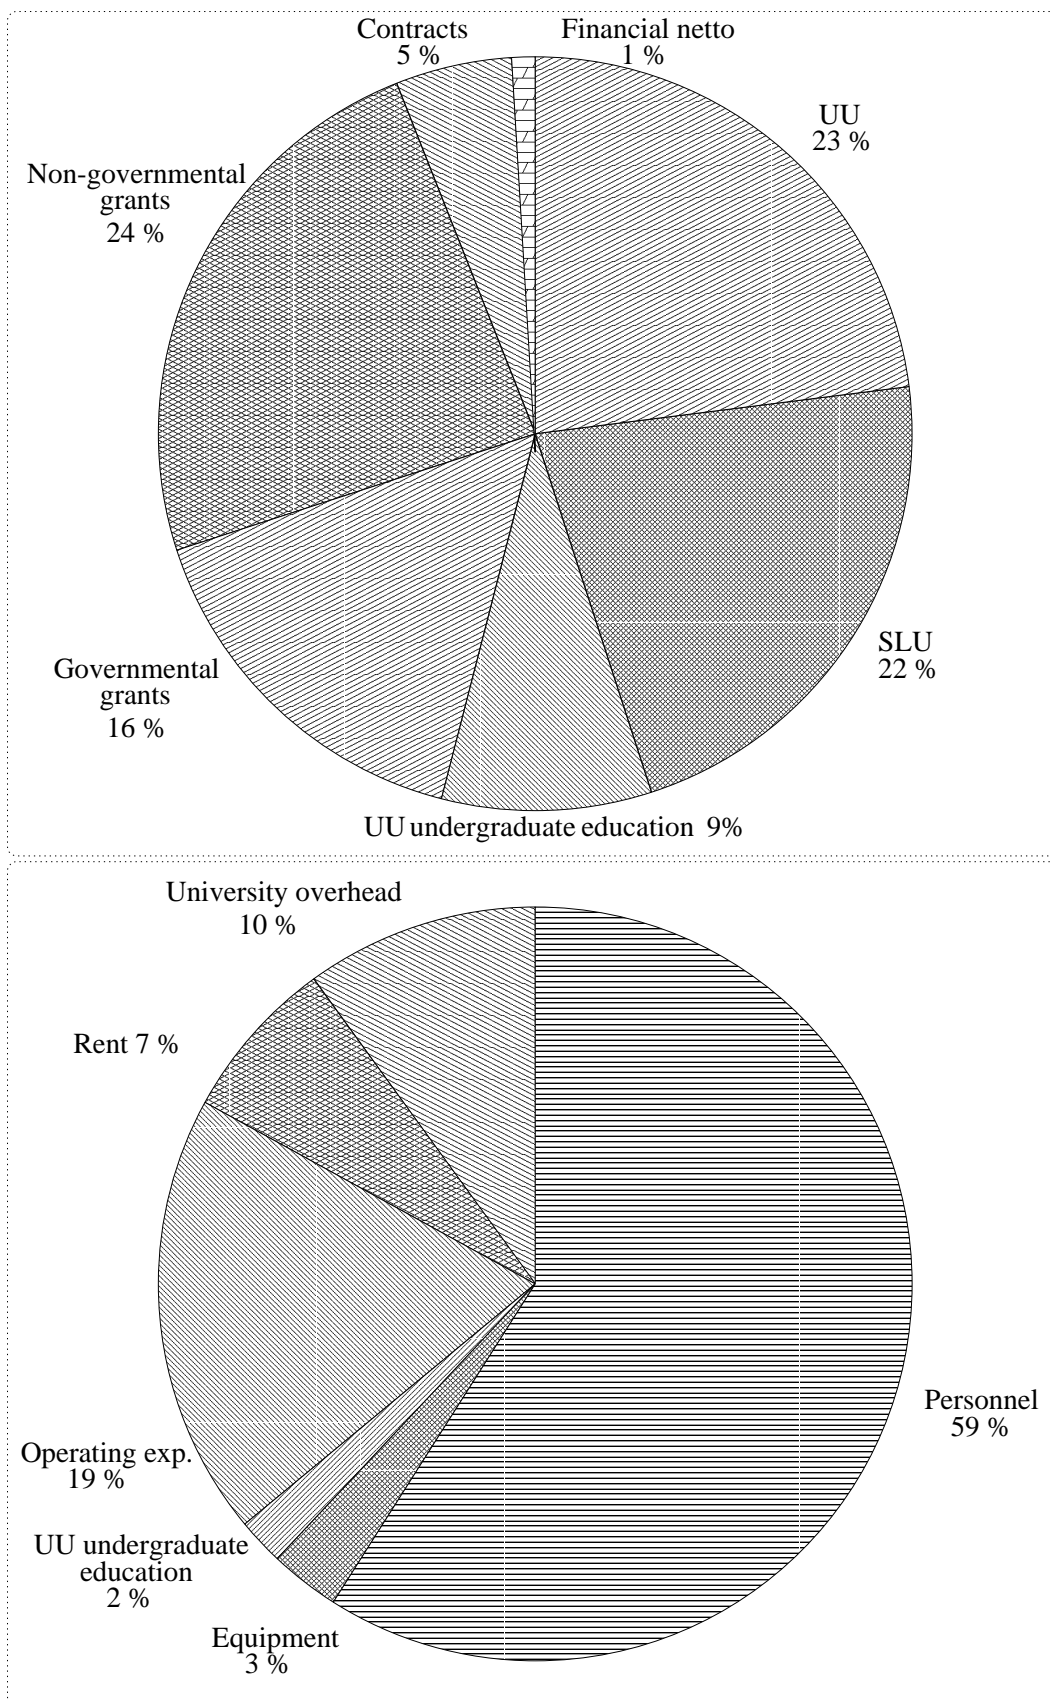 Contracts
5 %
Financial netto
1 %
UU
23 %
Non-governmental
grants
24 %
SLU
22 %
Governmental
grants
16 %
UU undergraduate education 9%
University overhead
10 %
Rent 7 %
Personnel
59 %
Operating exp.
19 %
UU undergraduate
education
2 %
Equipment
3 %